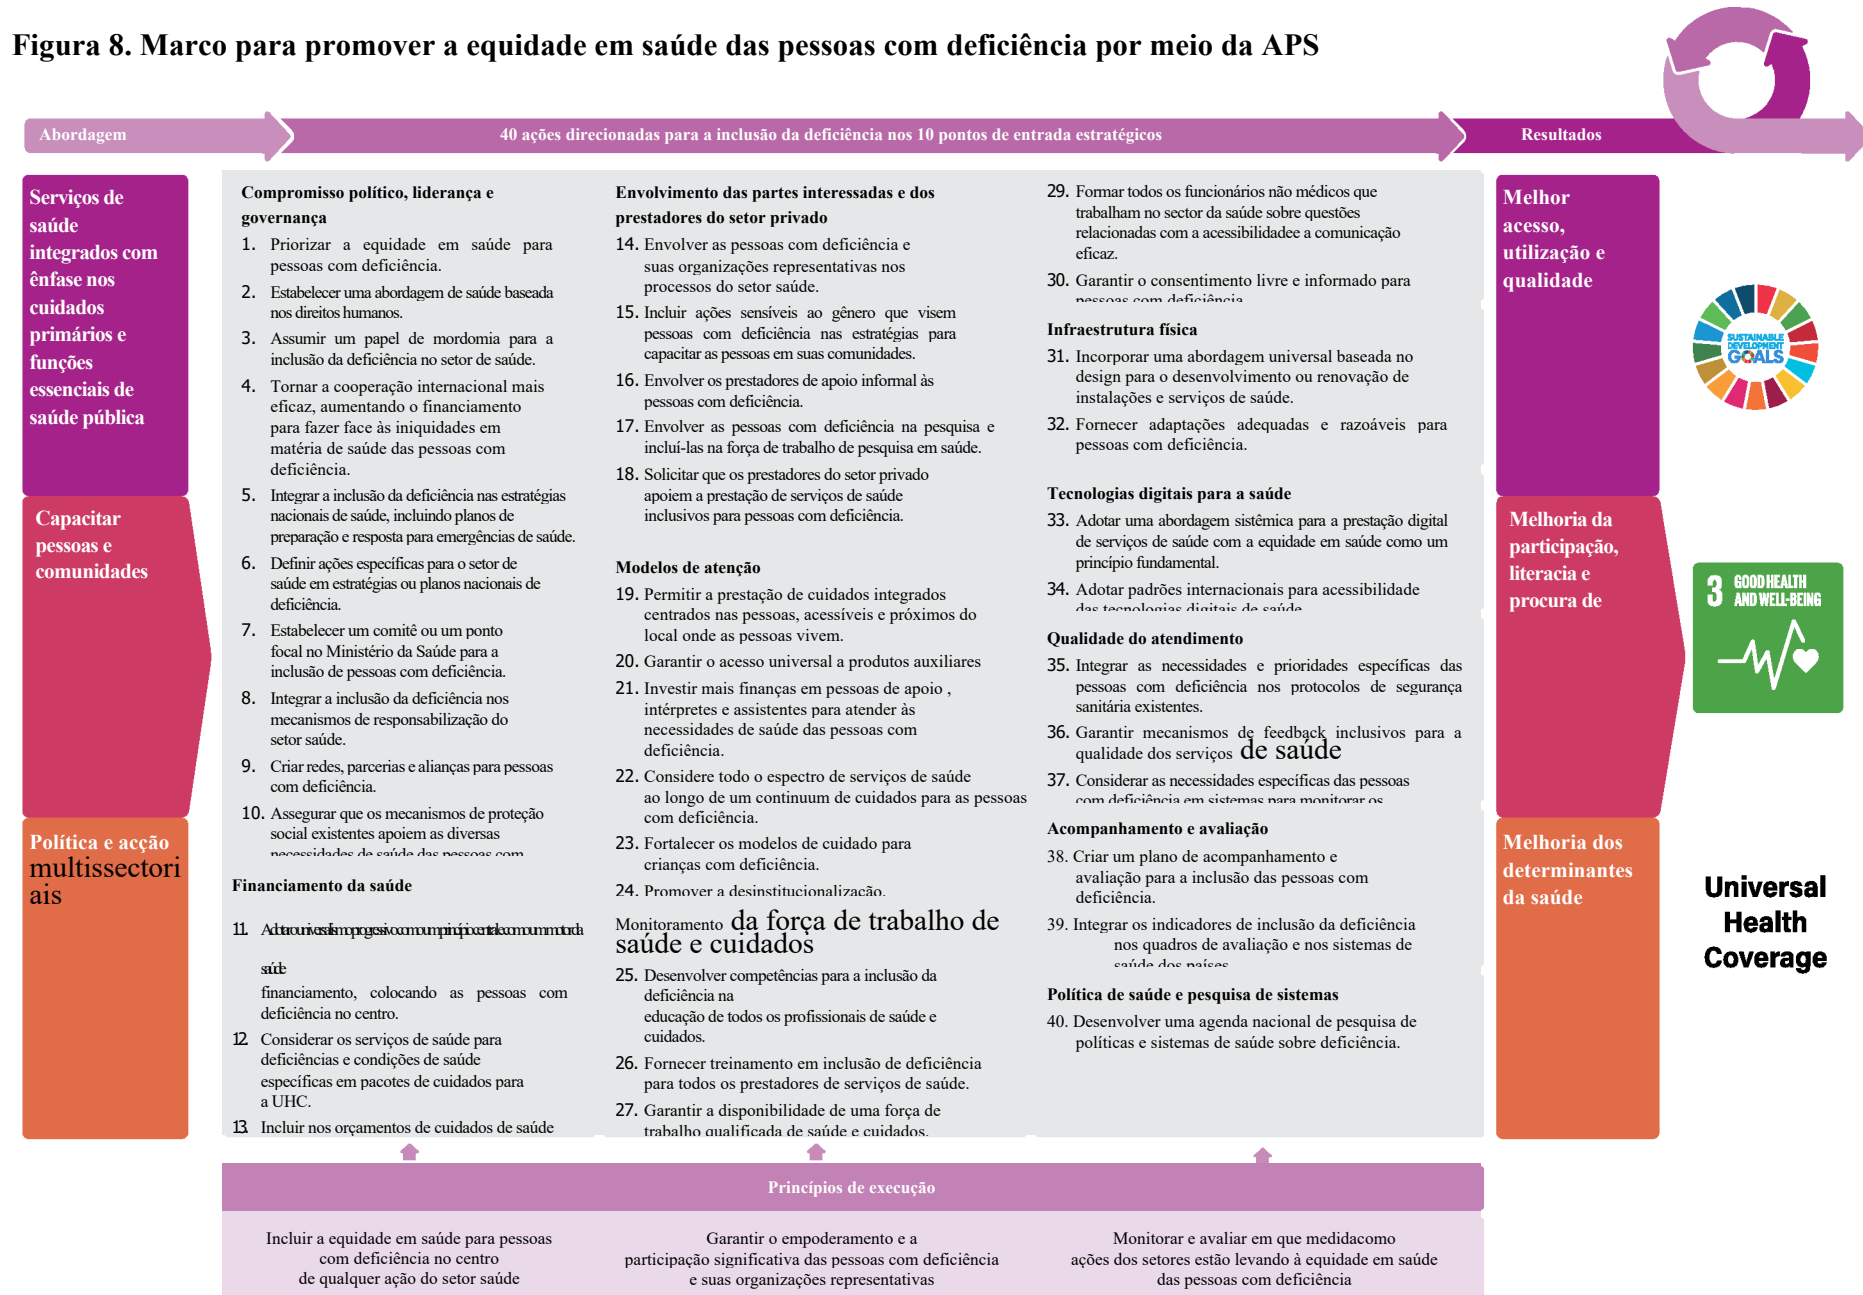 Figura 8. Marco para promover a equidade em saúde das pessoas com deficiência por meio da APS
Abordagem
40 ações direcionadas para a inclusão da deficiência nos 10 pontos de entrada estratégicos
Resultados
Serviços de
saúde
integrados com
ênfase nos
cuidados
primários e
funções
essenciais de
saúde pública
Capacitar
pessoas e
comunidades
Política e acção
multissectori
ais
Compromisso político, liderança e
governança
1. Priorizar a equidade em saúde para
pessoas com deficiência.
2. Estabelecer uma abordagem de saúde baseada
nos direitos humanos.
3. Assumir um papel de mordomia para a
inclusão da deficiência no setor de saúde.
4. Tornar a cooperação internacional mais
eficaz, aumentando o financiamento
para fazer face às iniquidades em
matéria de saúde das pessoas com
deficiência.
5. Integrar a inclusão da deficiência nas estratégias
nacionais de saúde, incluindo planos de
preparação e resposta para emergências de saúde.
6. Definir ações específicas para o setor de
saúde em estratégias ou planos nacionais de
deficiência.
7. Estabelecer um comitê ou um ponto
focal no Ministério da Saúde para a
inclusão de pessoas com deficiência.
8. Integrar a inclusão da deficiência nos
mecanismos de responsabilização do
setor saúde.
9. Criar redes, parcerias e alianças para pessoas
com deficiência.
10. Assegurar que os mecanismos de proteção
social existentes apoiem as diversas
necessidades de saúde das pessoas com
Financiamento da saúde
11. Adotar o universalismo progressivo como um princípio central e como um motor da
saúde
financiamento, colocando as pessoas com
deficiência no centro.
12. Considerar os serviços de saúde para
deficiências e condições de saúde
específicas em pacotes de cuidados para
a UHC.
13. Incluir nos orçamentos de cuidados de saúde
Envolvimento das partes interessadas e dos
prestadores do setor privado
14. Envolver as pessoas com deficiência e
suas organizações representativas nos
processos do setor saúde.
15. Incluir ações sensíveis ao gênero que visem
pessoas com deficiência nas estratégias para
capacitar as pessoas em suas comunidades.
16. Envolver os prestadores de apoio informal às
pessoas com deficiência.
17. Envolver as pessoas com deficiência na pesquisa e
incluí-las na força de trabalho de pesquisa em saúde.
18. Solicitar que os prestadores do setor privado
apoiem a prestação de serviços de saúde
inclusivos para pessoas com deficiência.
Modelos de atenção
19. Permitir a prestação de cuidados integrados
centrados nas pessoas, acessíveis e próximos do
local onde as pessoas vivem.
20. Garantir o acesso universal a produtos auxiliares
21. Investir mais finanças em pessoas de apoio ,
intérpretes e assistentes para atender às
necessidades de saúde das pessoas com
deficiência.
22. Considere todo o espectro de serviços de saúde
ao longo de um continuum de cuidados para as pessoas
com deficiência.
23. Fortalecer os modelos de cuidado para
crianças com deficiência.
24. Promover a desinstitucionalização.
Monitoramento da força de trabalho de
saúde e cuidados
25. Desenvolver competências para a inclusão da
deficiência na
educação de todos os profissionais de saúde e
cuidados.
26. Fornecer treinamento em inclusão de deficiência
para todos os prestadores de serviços de saúde.
27. Garantir a disponibilidade de uma força de
trabalho qualificada de saúde e cuidados.
29. Formar todos os funcionários não médicos que
trabalham no sector da saúde sobre questões
relacionadas com a acessibilidadee a comunicação
eficaz.
30. Garantir o consentimento livre e informado para
pessoas com deficiência
Infraestrutura física
31. Incorporar uma abordagem universal baseada no
design para o desenvolvimento ou renovação de
instalações e serviços de saúde.
32. Fornecer adaptações adequadas e razoáveis para
pessoas com deficiência.
Tecnologias digitais para a saúde
33. Adotar uma abordagem sistêmica para a prestação digital
de serviços de saúde com a equidade em saúde como um
princípio fundamental.
34. Adotar padrões internacionais para acessibilidade
das tecnologias digitais de saúde
Qualidade do atendimento
35. Integrar as necessidades e prioridades específicas das
pessoas com deficiência nos protocolos de segurança
sanitária existentes.
36. Garantir mecanismos de feedback inclusivos para a
qualidade dos serviços de saúde
37. Considerar as necessidades específicas das pessoas
com deficiência em sistemas para monitorar os
Acompanhamento e avaliação
38. Criar um plano de acompanhamento e
avaliação para a inclusão das pessoas com
deficiência.
39. Integrar os indicadores de inclusão da deficiência
nos quadros de avaliação e nos sistemas de
saúde dos países
Política de saúde e pesquisa de sistemas
40. Desenvolver uma agenda nacional de pesquisa de
políticas e sistemas de saúde sobre deficiência.
Melhor
acesso,
utilização e
qualidade
Melhoria da
participação,
literacia e
procura de
Melhoria dos
determinantes
da saúde
SUSTAINABLE
DEVELOPMENT
GOALS
3 GOOD HEALTH
AND WELL-BEING
Universal
Health
Coverage
Princípios de execução
Incluir a equidade em saúde para pessoas
com deficiência no centro
de qualquer ação do setor saúde
Garantir o empoderamento e a
participação significativa das pessoas com deficiência
e suas organizações representativas
Monitorar e avaliar em que medidacomo
ações dos setores estão levando à equidade em saúde
das pessoas com deficiência